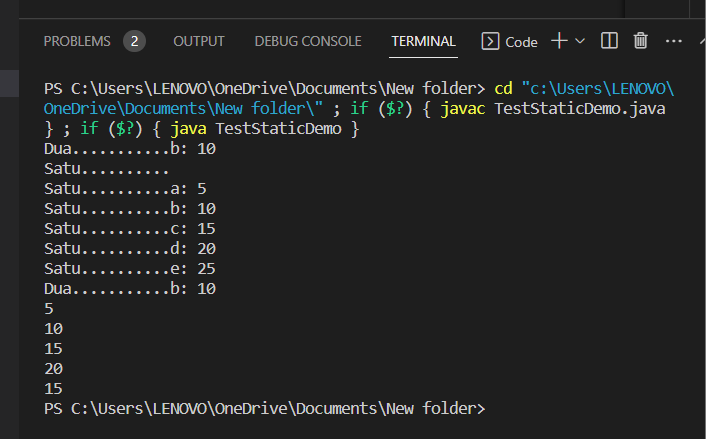 PROBLEMS 2 OUTPUT DEBUG CONSOLE TERMINAL Code
PS C:\Users\LENOVO\OneDrive\Documents\New folder> cd "c:\Users\LENOVO\
OneDrive\Documents\New folder\" ; if ($?) { javac TestStaticDemo.java
} ; if ($?) { java TestStaticDemo }
Dua...........b: 10
Satu..........
Satu..........a: 5
Satu..........b: 10
Satu..........c: 15
Satu..........d: 20
Satu..........e: 25
Dua...........b: 10
5
10
15
20
15
PS C:\Users\LENOVO\OneDrive\Documents\New folder>